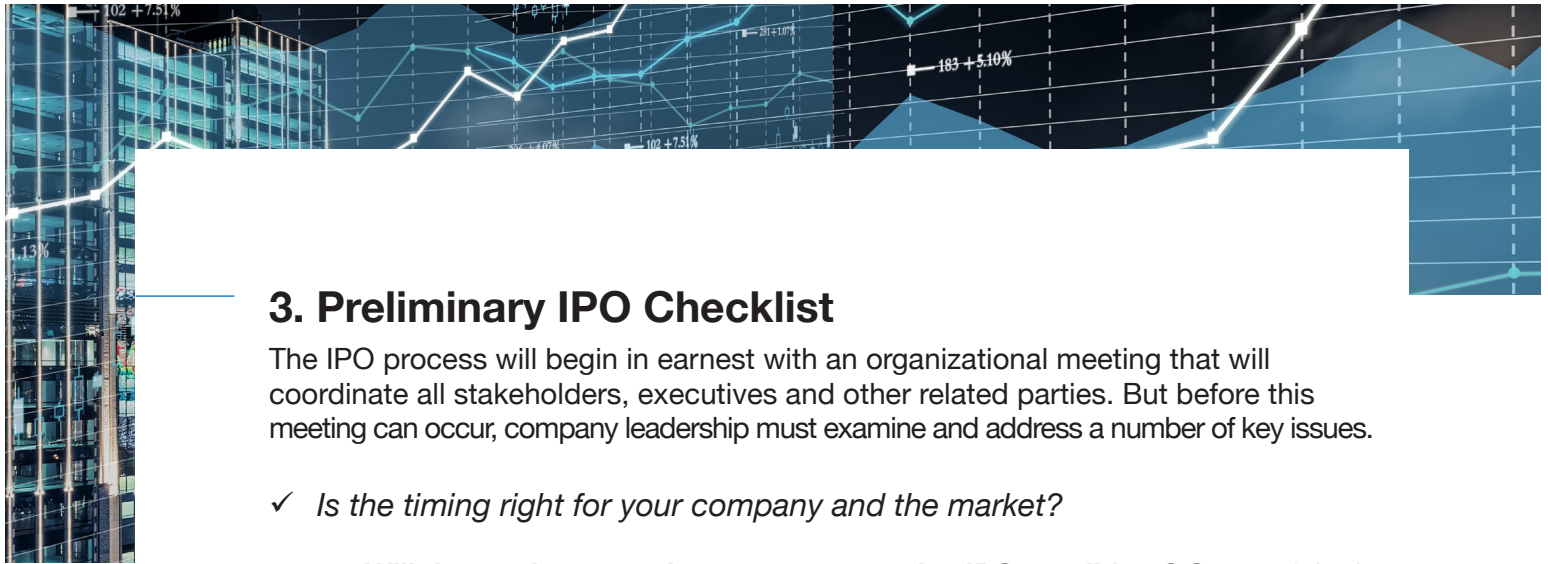 102 +7.51%
281+1.07%
183 +5.10%
102 +7.51%
1.13%
3. Preliminary IPO Checklist
The IPO process will begin in earnest with an organizational meeting that will
coordinate all stakeholders, executives and other related parties. But before this
meeting can occur, company leadership must examine and address a number of key issues.
✓ Is the timing right for your company and the market?